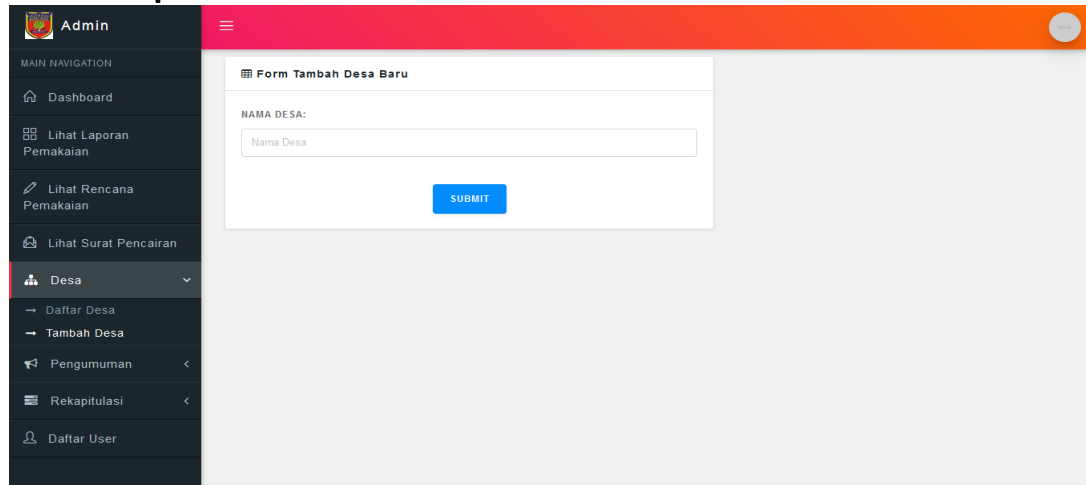 Admin
MAIN NAVIGATION
Dashboard
Lihat Laporan
Pemakaian
Lihat Rencana
Pemakaian
Lihat Surat Pencairan
Desa
Daftar Desa
Tambah Desa
Pengumuman
Rekapitulasi
Daftar User
Form Tambah Desa Baru
NAMA DESA:
Nama Desa
SUBMIT